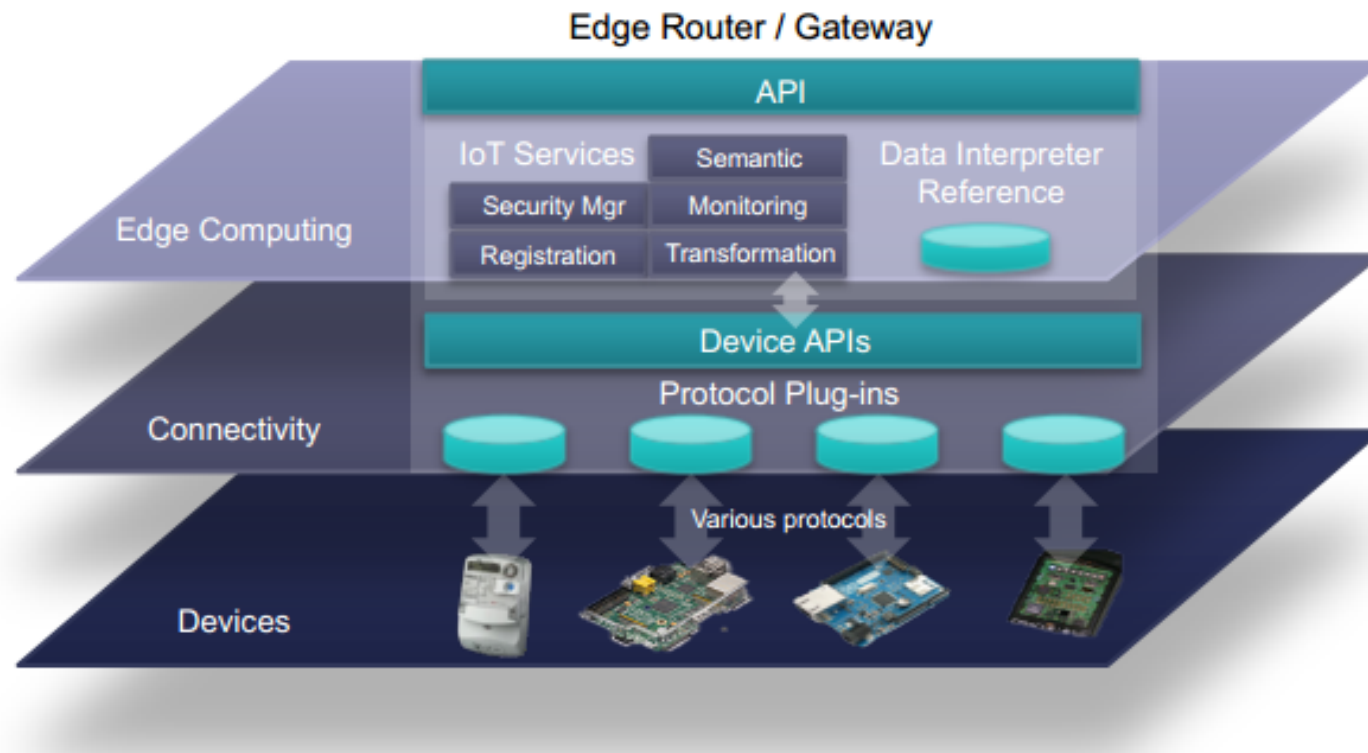 Edge Router / Gateway
API
IoT Services
Semantic
Data Interpreter
Reference
Security Mgr
Monitoring
Edge Computing
Registration
Transformation
Device APIs
Protocol Plug-ins
Connectivity
Various protocols
Devices